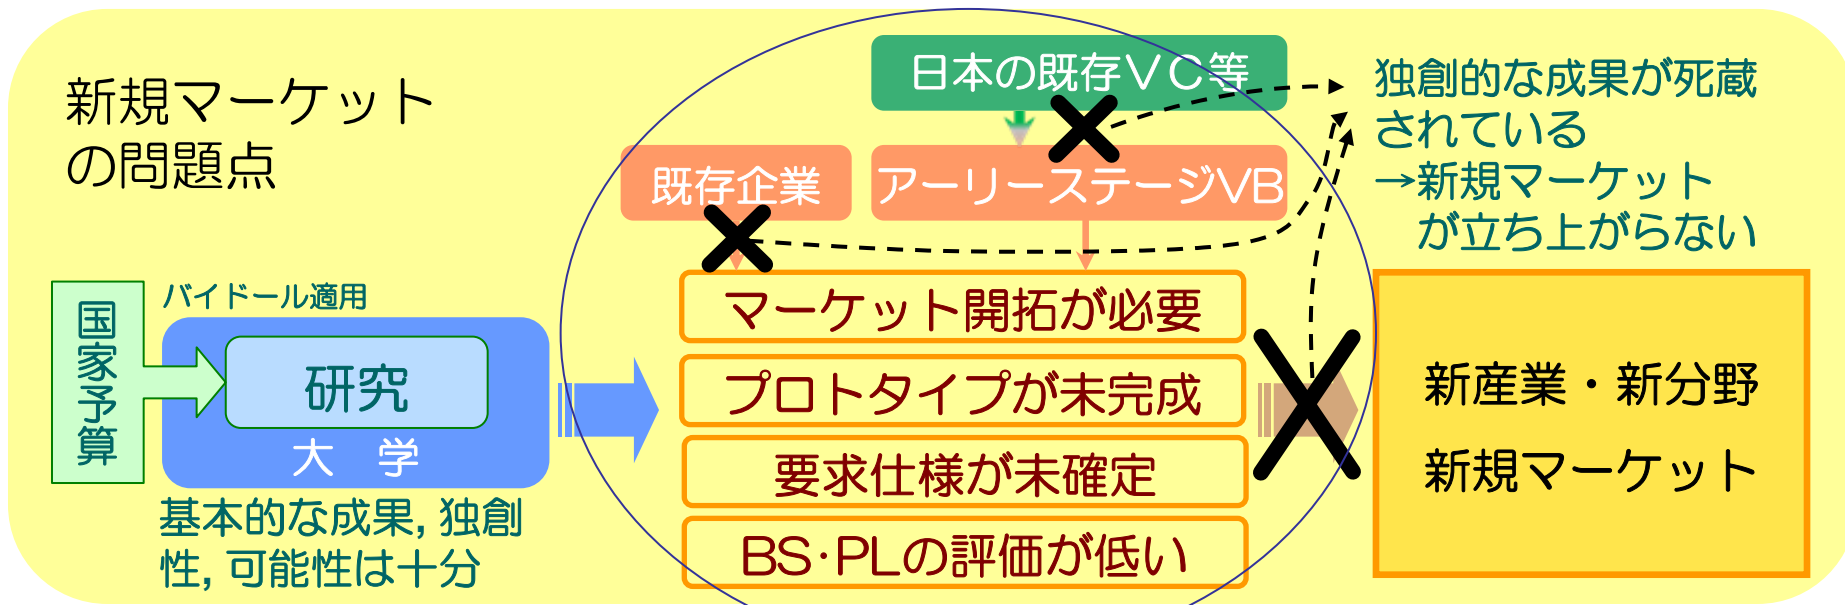 新規マーケット
の問題点
日本の既存VC等
既存企業
アーリーステージVB
独創的な成果が死蔵
されている
→新規マーケット
が立ち上がらない
国家予算
バイドール適用
研究
大 学
基本的な成果,独創
性,可能性は十分
マーケット開拓が必要
プロトタイプが未完成
要求仕様が未確定
BS·PLの評価が低い
新産業・新分野
新規マーケット